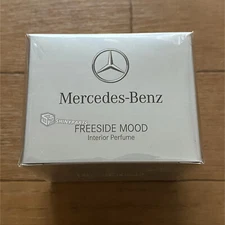 Mercedes-Benz
FREESIDE MOOD
Interior Perfume